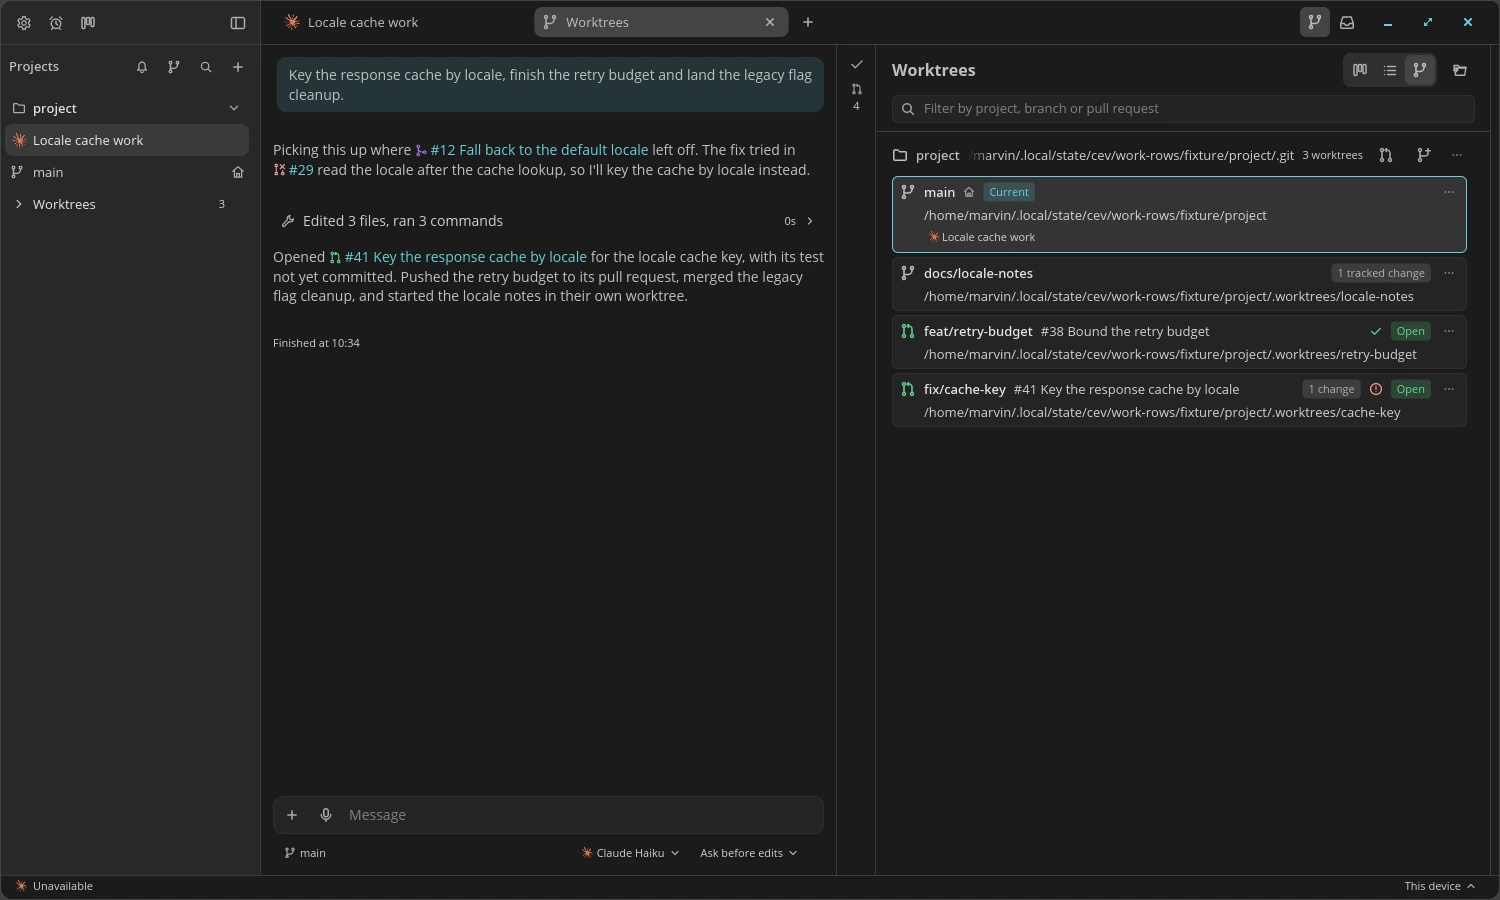 Locale cache work
Worktrees
Projects
project
Locale cache work
main
Worktrees
3
Key the response cache by locale, finish the retry budget and land the legacy flag
cleanup.
Picking this up where #12 Fall back to the default locale left off. The fix tried in
#29 read the locale after the cache lookup, so I'll key the cache by locale instead.
Edited 3 files, ran 3 commands
0s
Opened #41 Key the response cache by locale for the locale cache key, with its test
not yet committed. Pushed the retry budget to its pull request, merged the legacy
flag cleanup, and started the locale notes in their own worktree.
Finished at 10:34
Message
main
Claude Haiku
Ask before edits
4
Worktrees
Filter by project, branch or pull request
project /marvin/.local/state/cev/work-rows/fixture/project/.git 3 worktrees
main Current
/home/marvin/.local/state/cev/work-rows/fixture/project
Locale cache work
docs/locale-notes 1 tracked change
/home/marvin/.local/state/cev/work-rows/fixture/project/.worktrees/locale-notes
feat/retry-budget #38 Bound the retry budget Open
/home/marvin/.local/state/cev/work-rows/fixture/project/.worktrees/retry-budget
fix/cache-key #41 Key the response cache by locale 1 change Open
/home/marvin/.local/state/cev/work-rows/fixture/project/.worktrees/cache-key
Unavailable
This device